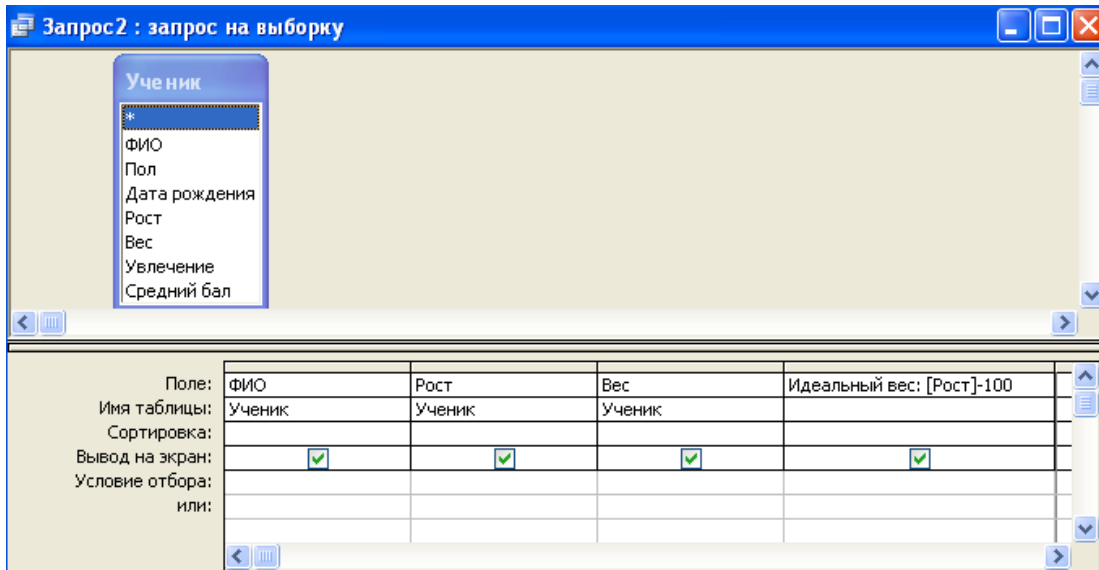 Запрос2 : запрос на выборку
Ученик
*
ФИО
Пол
Дата рождения
Рост
Вес
Увлечение
Средний бал
Поле: ФИО Рост Вес Идеальный вес: [Рост]-100
Имя таблицы: Ученик Ученик Ученик
Сортировка:
Вывод на экран:
Условие отбора:
или: